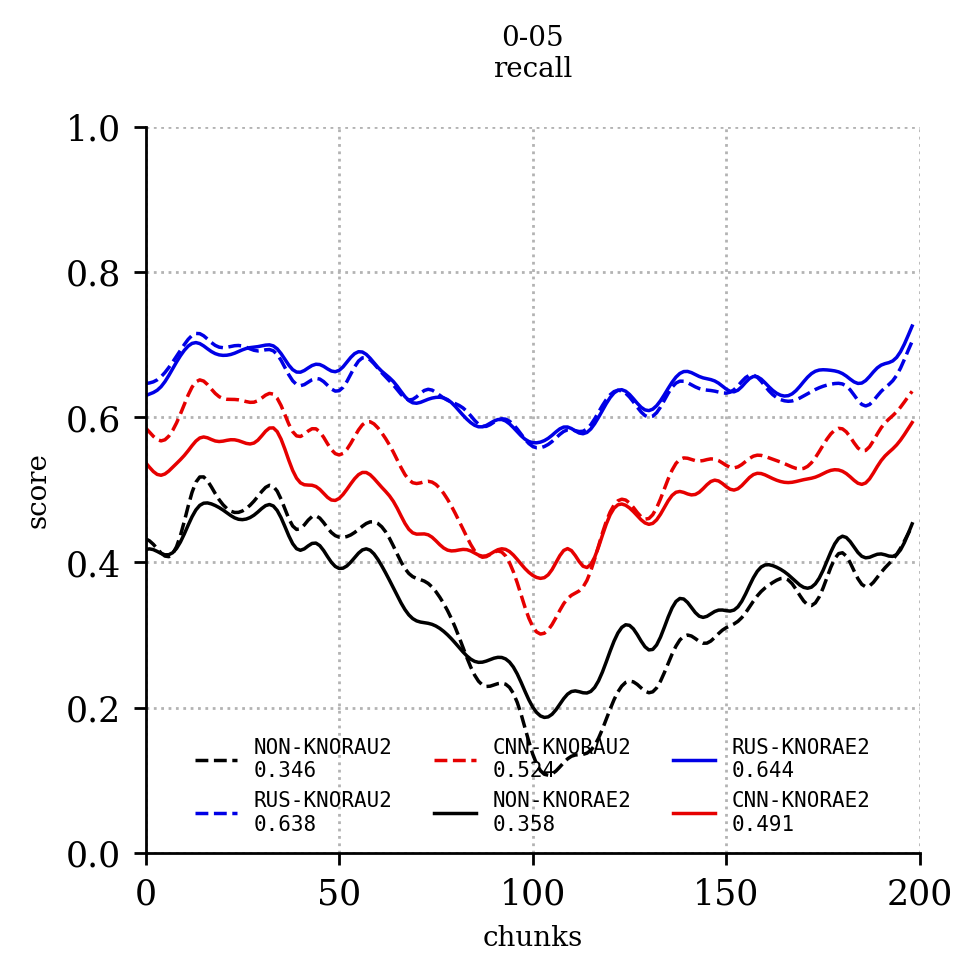 0-05
recall
1.0
0.8
0.6
0.4
0.2
0.0
score
NON-KNORAU2
0.346
RUS-KNORAU2
0.638
CNN-KNORAU2
0.524
NON-KNORAE2
0.358
RUS-KNORAE2
0.644
CNN-KNORAE2
0.491
0 50 100 150 200
chunks